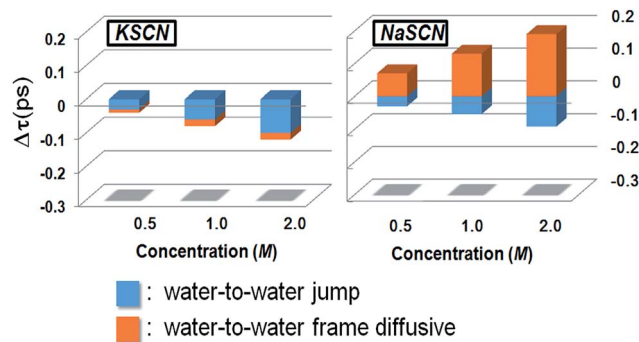 KSCN
NaSCN
Δτ(ps)
0.2
0.1
0
-0.1
-0.2
-0.3
0.5 1.0 2.0
Concentration (M)
0.2
0.1
0
-0.1
-0.2
-0.3
0.5 1.0 2.0
Concentration (M)
: water-to-water jump
: water-to-water frame diffusive